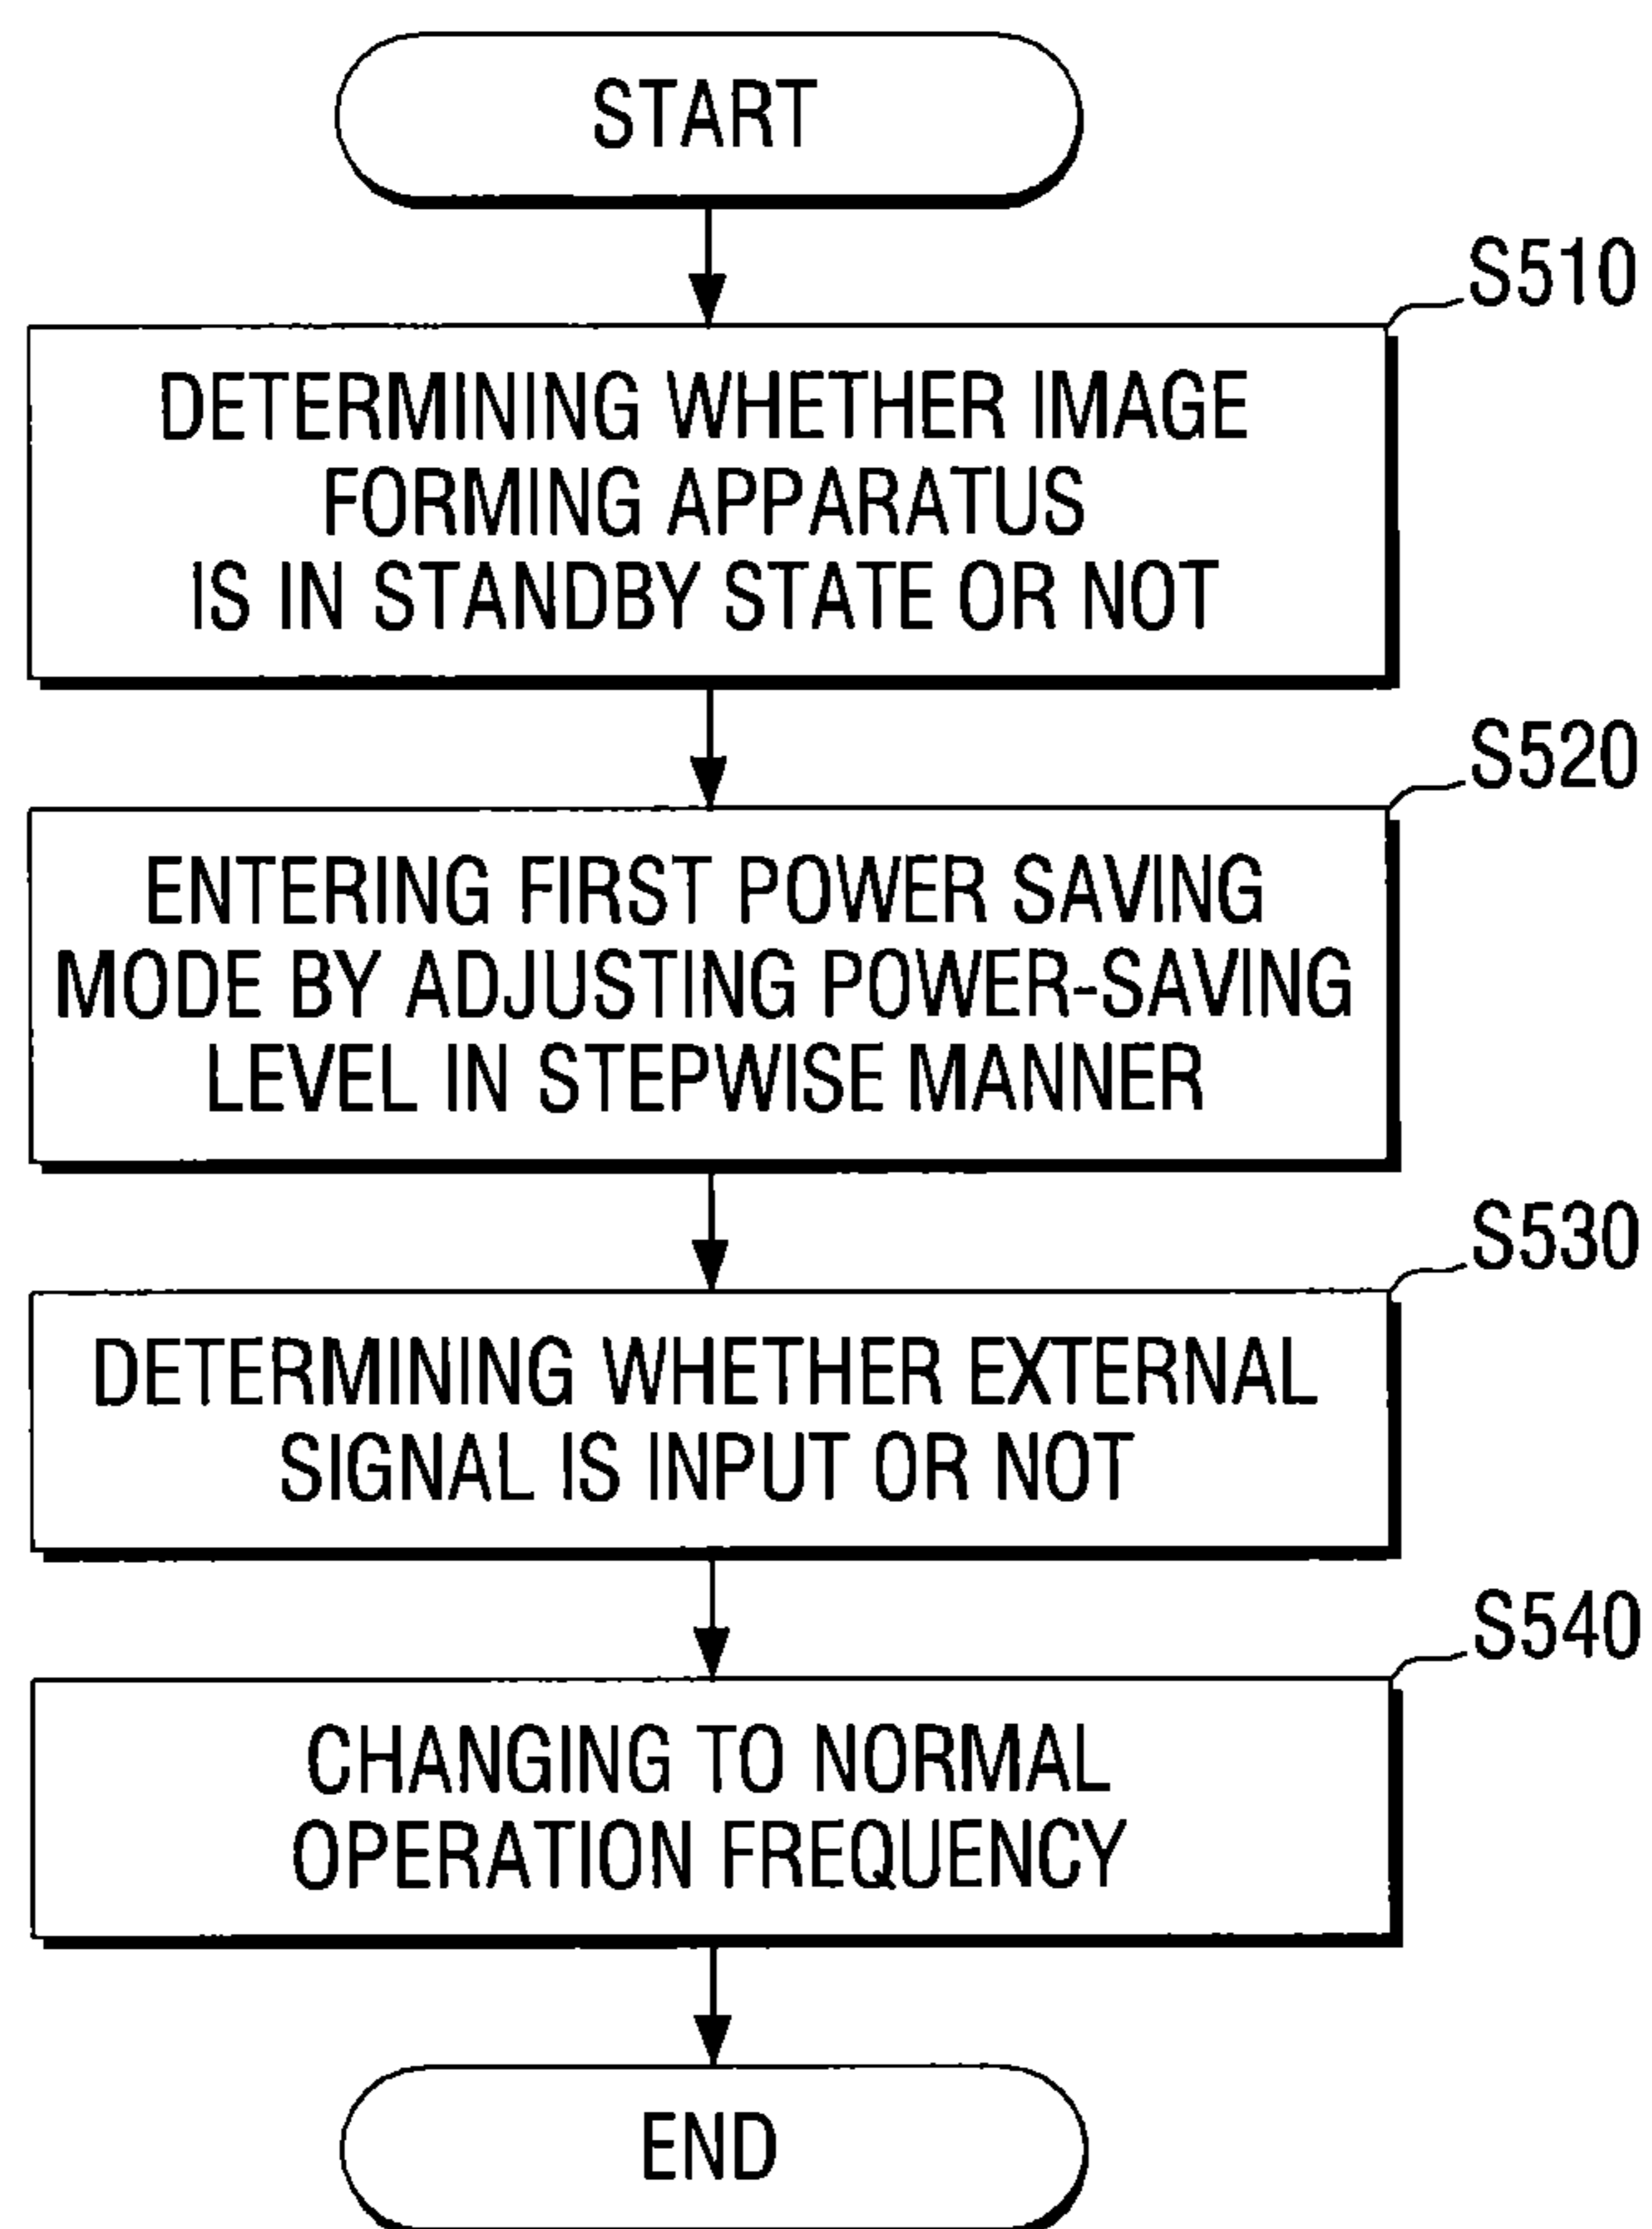 START
S510
DETERMINING WHETHER IMAGE
FORMING APPARATUS
IS IN STANDBY STATE OR NOT
S520
ENTERING FIRST POWER SAVING
MODE BY ADJUSTING POWER-SAVING
LEVEL IN STEPWISE MANNER
S530
DETERMINING WHETHER EXTERNAL
SIGNAL IS INPUT OR NOT
S540
CHANGING TO NORMAL
OPERATION FREQUENCY
END